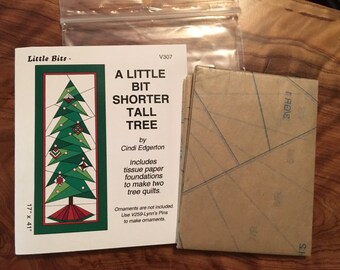 Little Bits -
V307
A LITTLE
BIT
SHORTER
TALL
TREE
by
Cindi Edgerton
Includes
tissue paper
foundations
to make two
tree quilts.
Ornaments are not included.
Use V259-Lynn's Pins
to make ornaments.
17" x 41"